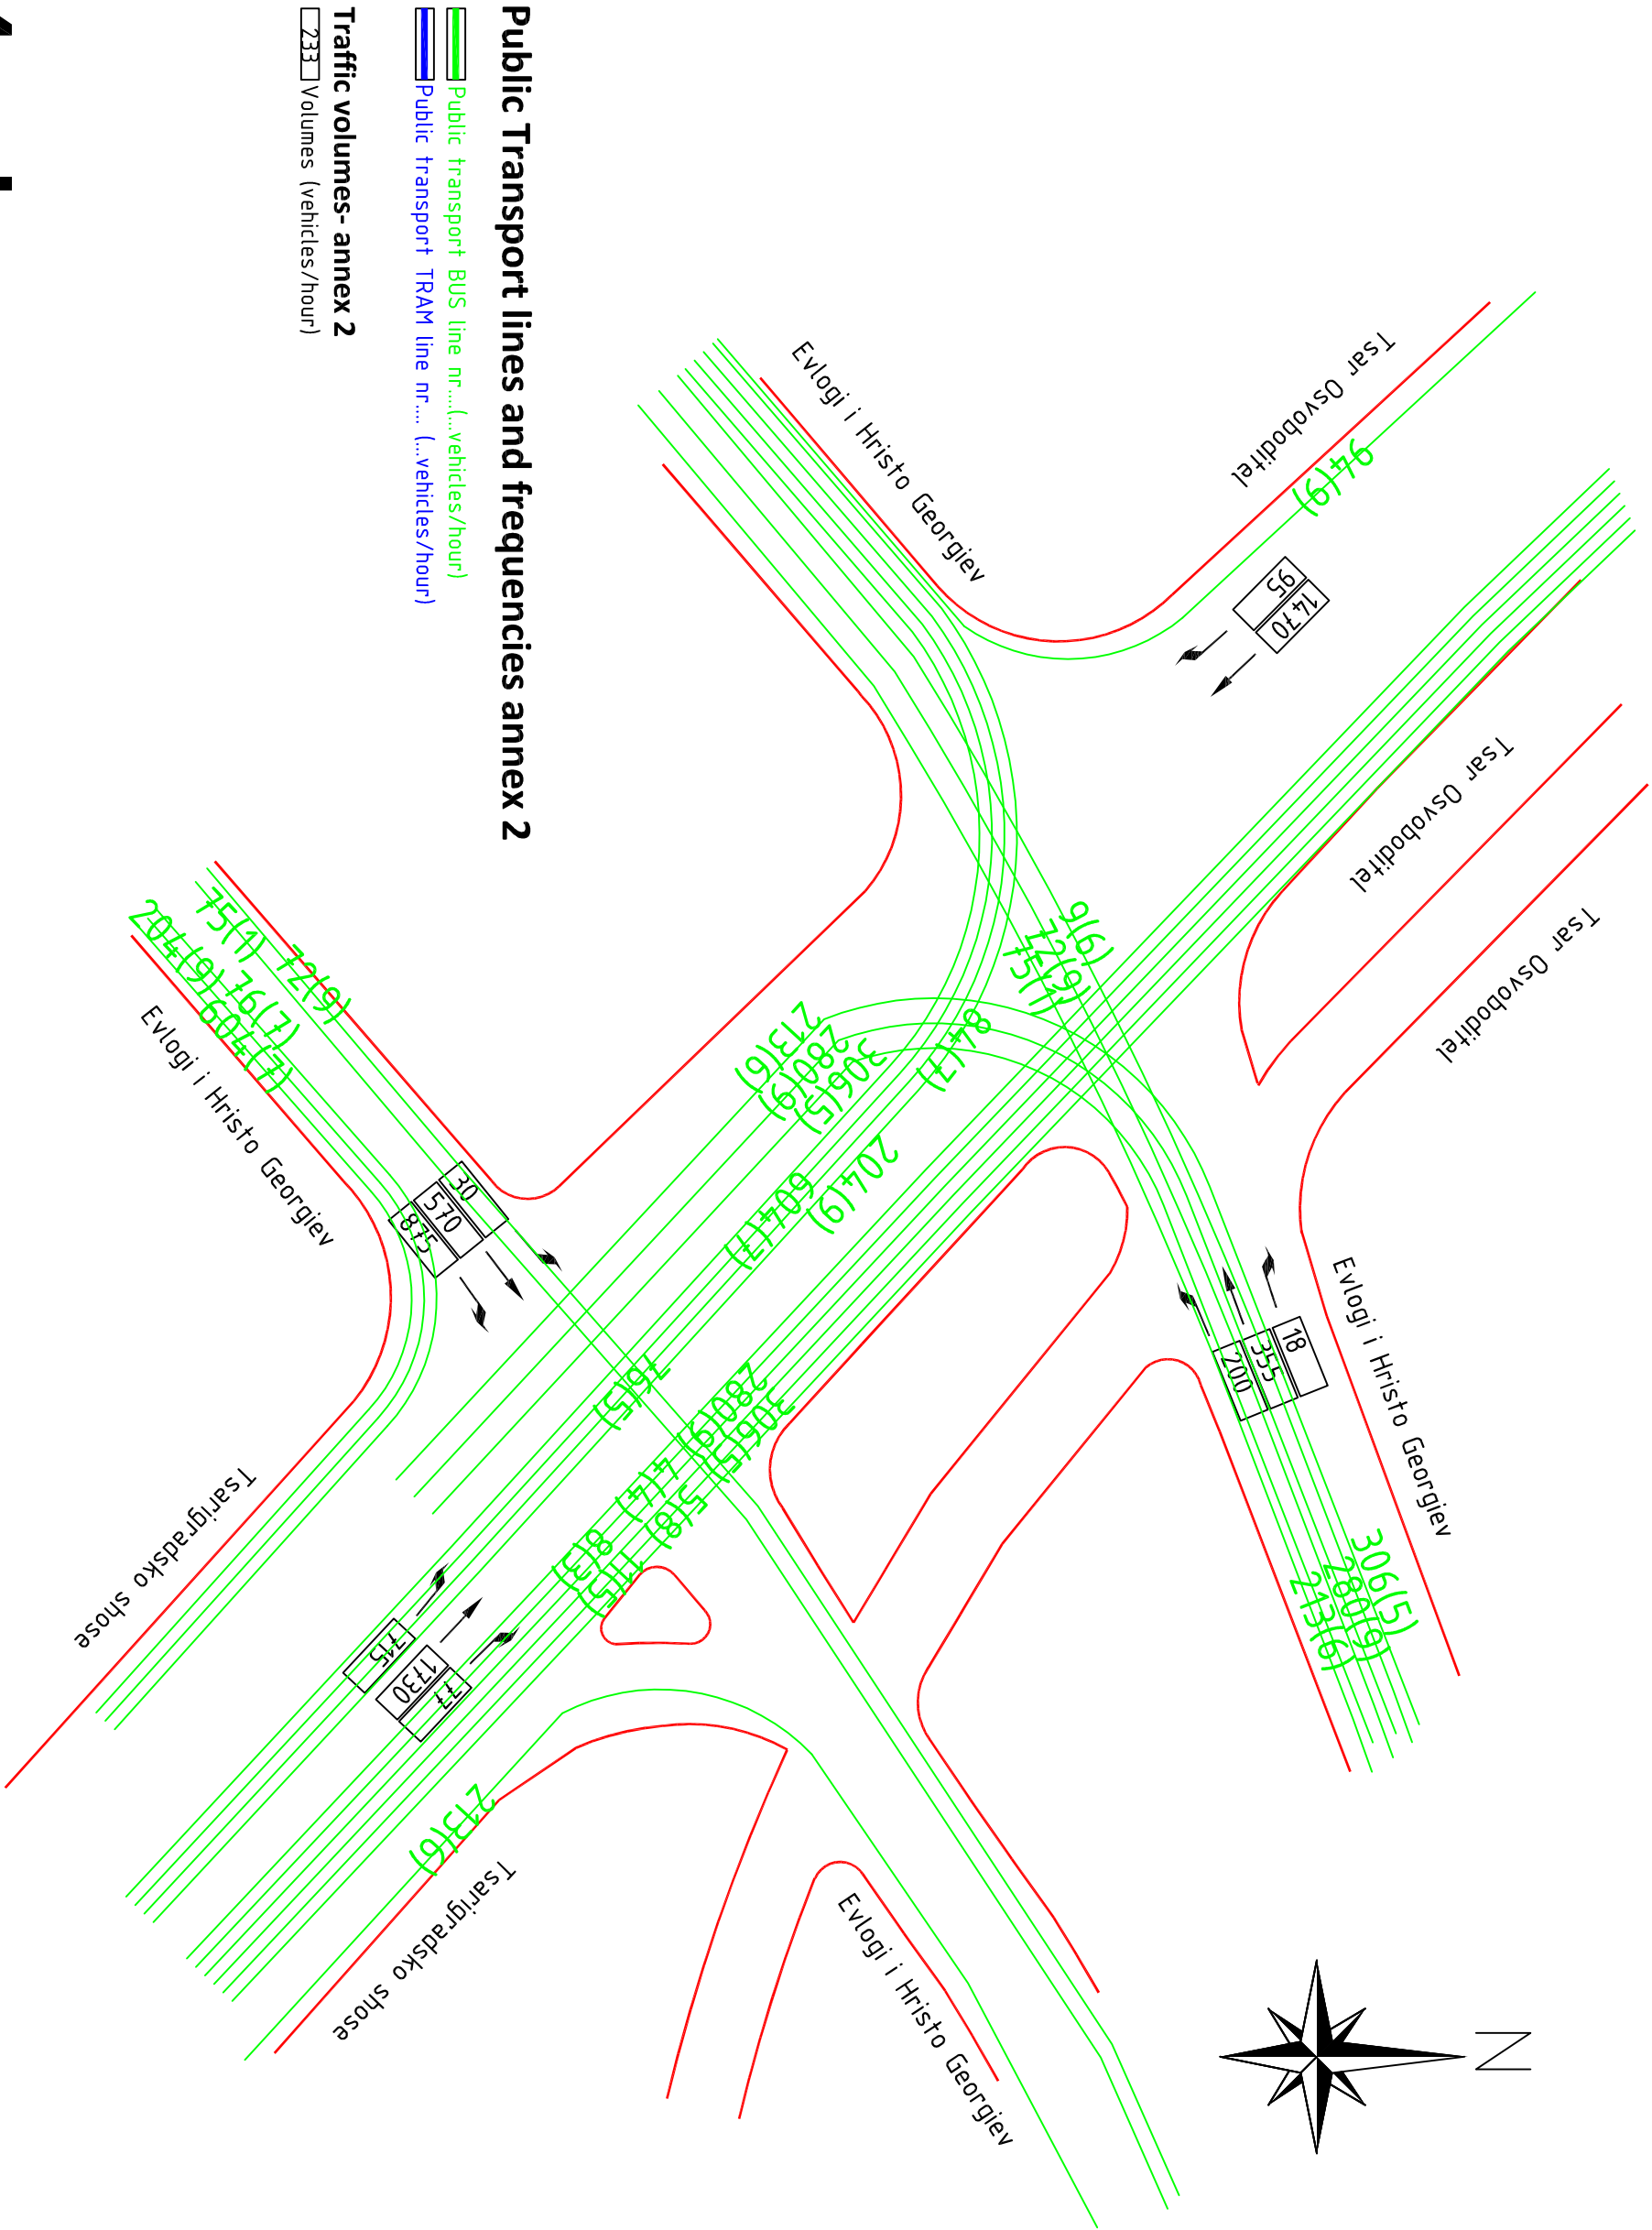 Public Transport lines and frequencies annex 2
Public transport BUS line nr....(...vehicles/hour)
Public transport TRAM line nr.... (...vehicles/hour)
Traffic volumes- annex 2
233 Volumes (vehicles/hour)
Evlogi i Hristo Georgiev
Tsar Osvoboditel
94(9)
95
1470
Tsar Osvoboditel
Tsar Osvoboditel
9(6)
72(9)
75(1)
84(7)
213(6)
280(9)
306(5)
204(9)
604(7)
76(5)
280(9)
306(5)
75(1)
72(9)
204(9)
76(7)
604(7)
Evlogi i Hristo Georgiev
30
570
875
18
355
200
Evlogi i Hristo Georgiev
306(5)
280(9)
213(6)
5(8)
Tsarigradsko shose
715
1730
77
213(6)
Tsarigradsko shose
Evlogi i Hristo Georgiev
N